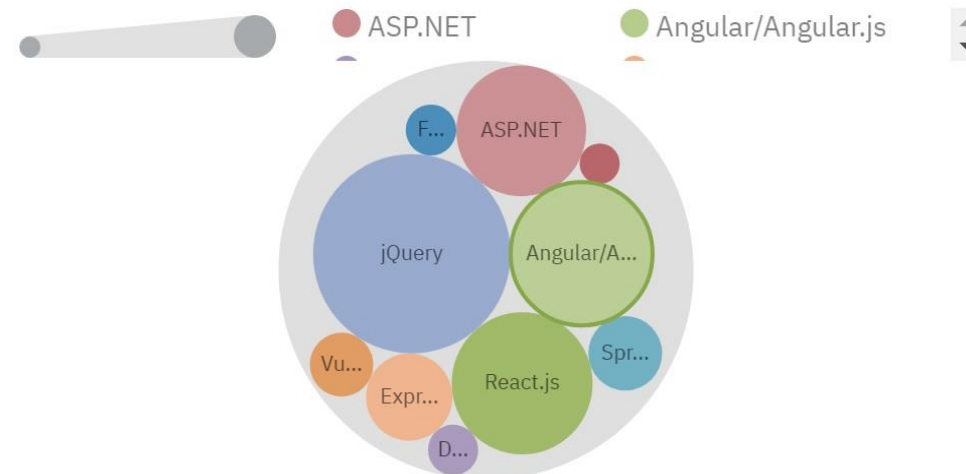 ASP.NET
Angular/Angular.js
F...
ASP.NET
jQuery
Angular/A...
Vu...
Expr...
React.js
Spr...
D...